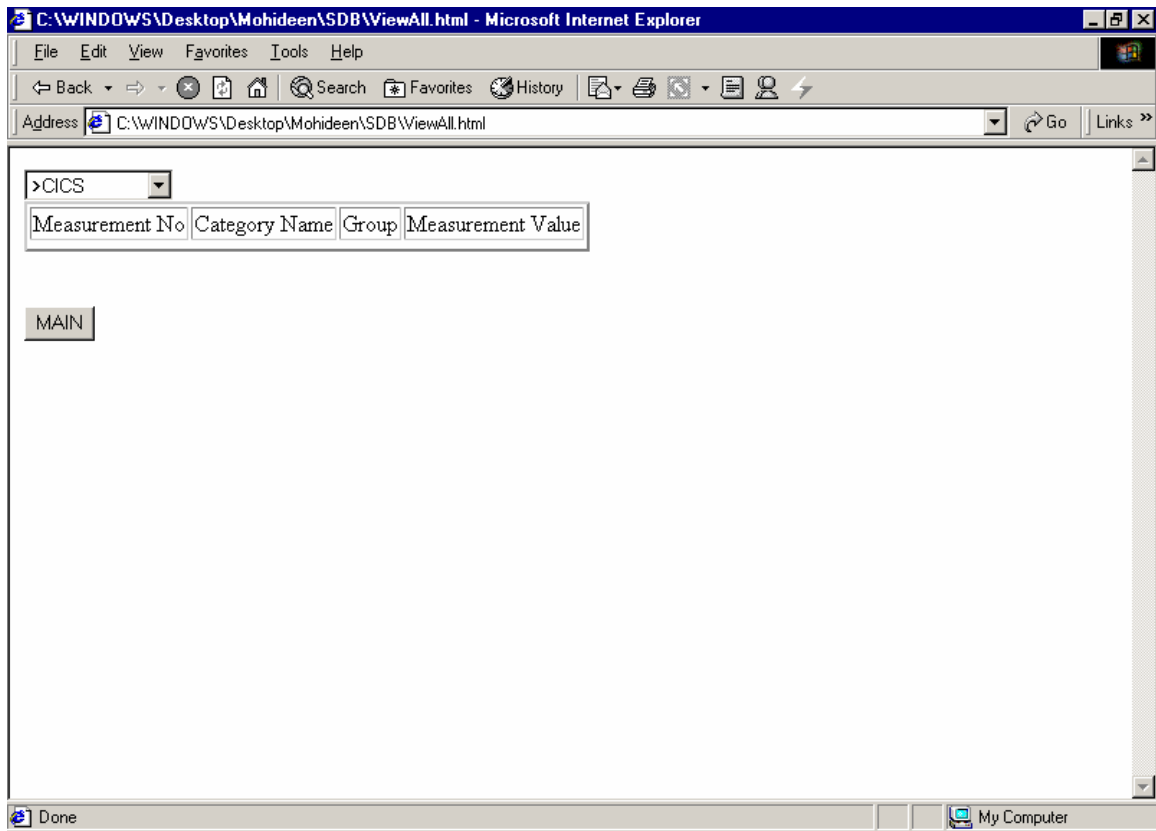 C:\WINDOWS\Desktop\Mohideen\SDB\ViewAll.html - Microsoft Internet Explorer
File Edit View Favorites Tools Help
Back Search Favorites History
Address C:\WINDOWS\Desktop\Mohideen\SDB\ViewAll.html Go Links »
>CICS
Measurement No Category Name Group Measurement Value
MAIN
Done My Computer